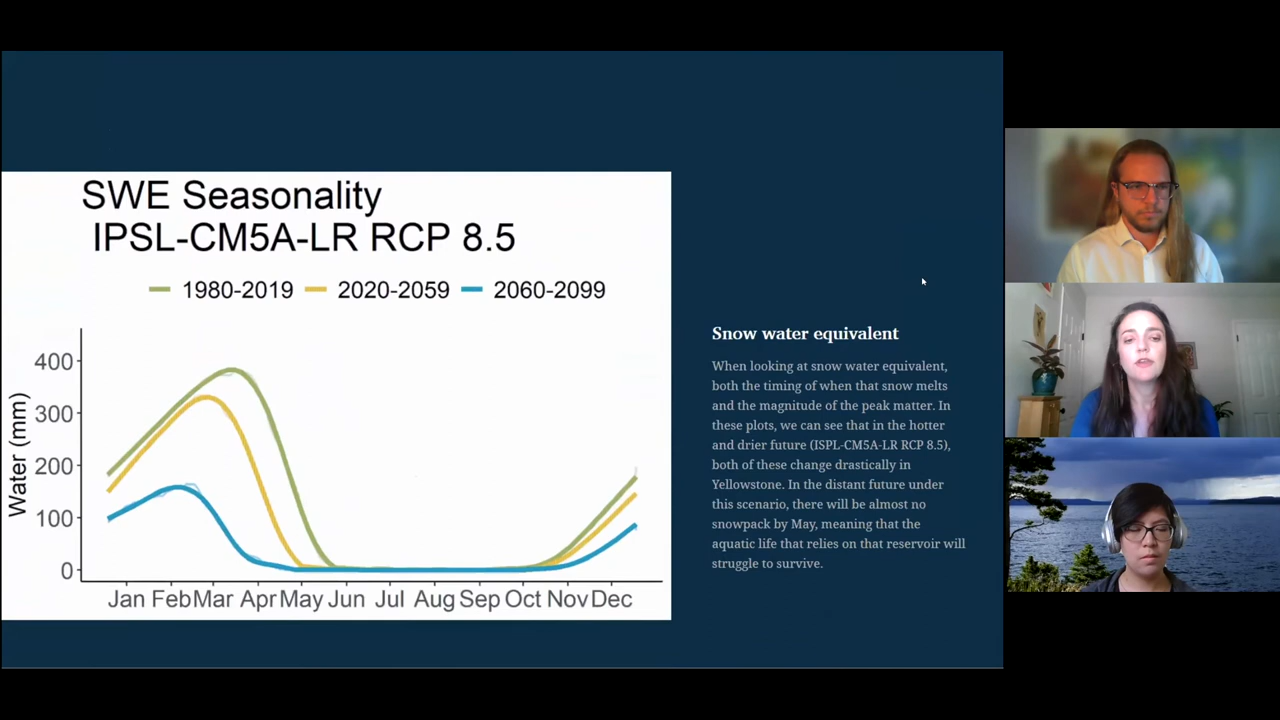 SWE Seasonality
IPSL-CM5A-LR RCP 8.5
1980-2019 2020-2059 2060-2099
Water (mm)
400
300
200
100
0
Jan Feb Mar Apr May Jun Jul Aug Sep Oct Nov Dec
Snow water equivalent
When looking at snow water equivalent,
both the timing of when that snow melts
and the magnitude of the peak matter. In
these plots, we can see that in the hotter
and drier future (ISPL-CM5A-LR RCP 8.5),
both of these change drastically in
Yellowstone. In the distant future under
this scenario, there will be almost no
snowpack by May, meaning that the
aquatic life that relies on that reservoir will
struggle to survive.